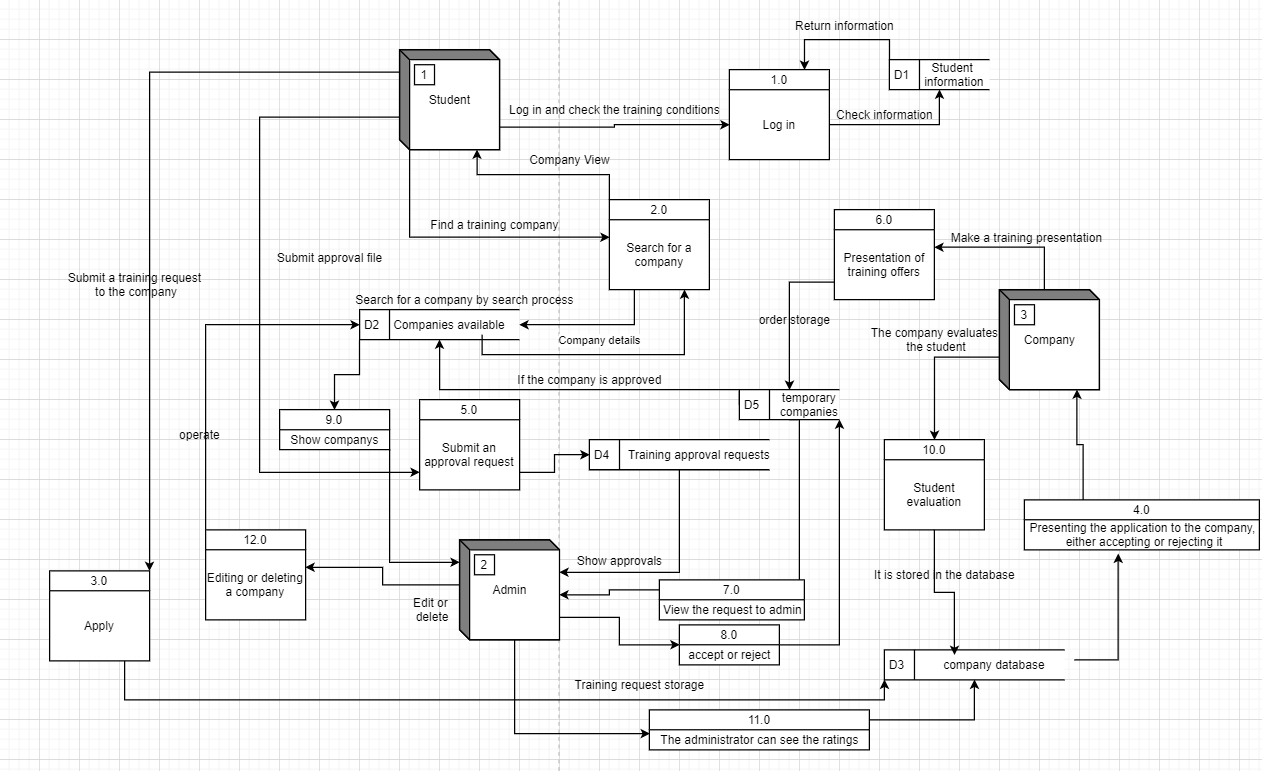 Return information
1
Student
1.0
Log in
D1
Student
information
Log in and check the training conditions
Check information
Company View
2.0
Search for a
company
Find a training company
6.0
Presentation of
training offers
Make a training presentation
Submit approval file
Submit a training request
to the company
Search for a company by search process
D2
Companies available
Company details
order storage
3
Company
The company evaluates
the student
If the company is approved
D5
temporary
companies
9.0
Show companys
5.0
Submit an
approval request
operate
D4
Training approval requests
10.0
Student
evaluation
4.0
Presenting the application to the company,
either accepting or rejecting it
12.0
Editing or deleting
a company
2
Admin
Show approvals
It is stored in the database
3.0
Apply
Edit or
delete
7.0
View the request to admin
8.0
accept or reject
D3
company database
Training request storage
11.0
The administrator can see the ratings